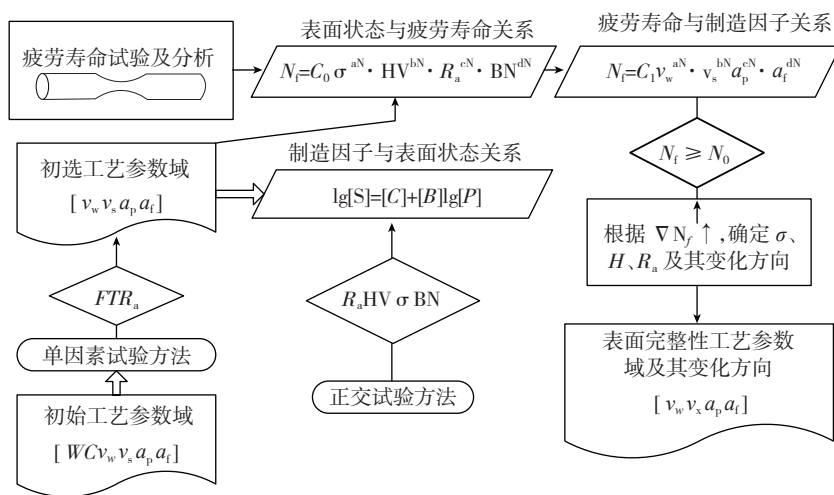 疲劳寿命试验及分析
表面状态与疲劳寿命关系
N_f=C_0 σ^{aN}· HV^{bN}· R_a^{cN}· BN^{dN}
疲劳寿命与制造因子关系
N_f=C_1v_w^{aN}· v_s^{bN}a_p^{cN}· a_f^{dN}
N_f ≥ N_0
根据 ∇N_f ↑ ,确定 σ、
H、R_a 及其变化方向
表面完整性工艺参数
域及其变化方向
[ v_w v_x a_p a_f ]
制造因子与表面状态关系
lg[S]=[C]+[B]lg[P]
R_aHV σ BN
正交试验方法
初选工艺参数域
[ v_w v_s a_p a_f ]
FTR_a
单因素试验方法
初始工艺参数域
[ WCv_w v_s a_p a_f ]